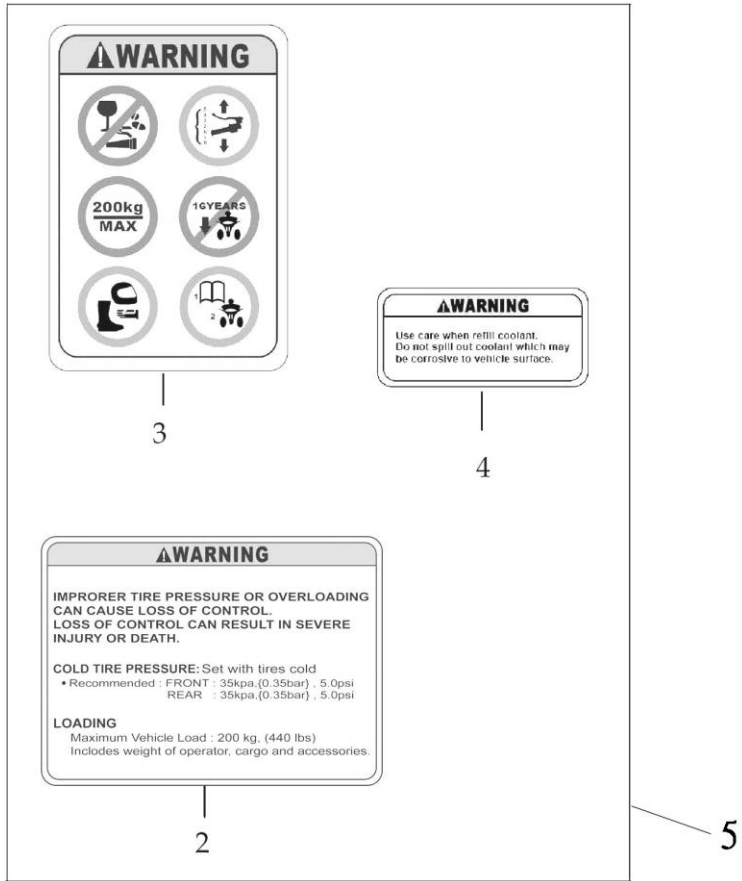 WARNING
200kg
MAX
16YEARS
1
2
3
WARNING
Use care when refill coolant.
Do not spill out coolant which may
be corrosive to vehicle surface.
4
WARNING
IMPRORER TIRE PRESSURE OR OVERLOADING
CAN CAUSE LOSS OF CONTROL.
LOSS OF CONTROL CAN RESULT IN SEVERE
INJURY OR DEATH.
COLD TIRE PRESSURE: Set with tires cold
• Recommended : FRONT : 35kpa,{0.35bar} , 5.0psi
REAR : 35kpa,{0.35bar} , 5.0psi
LOADING
Maximum Vehicle Load : 200 kg, (440 lbs)
Includes weight of operator, cargo and accessories.
2
5